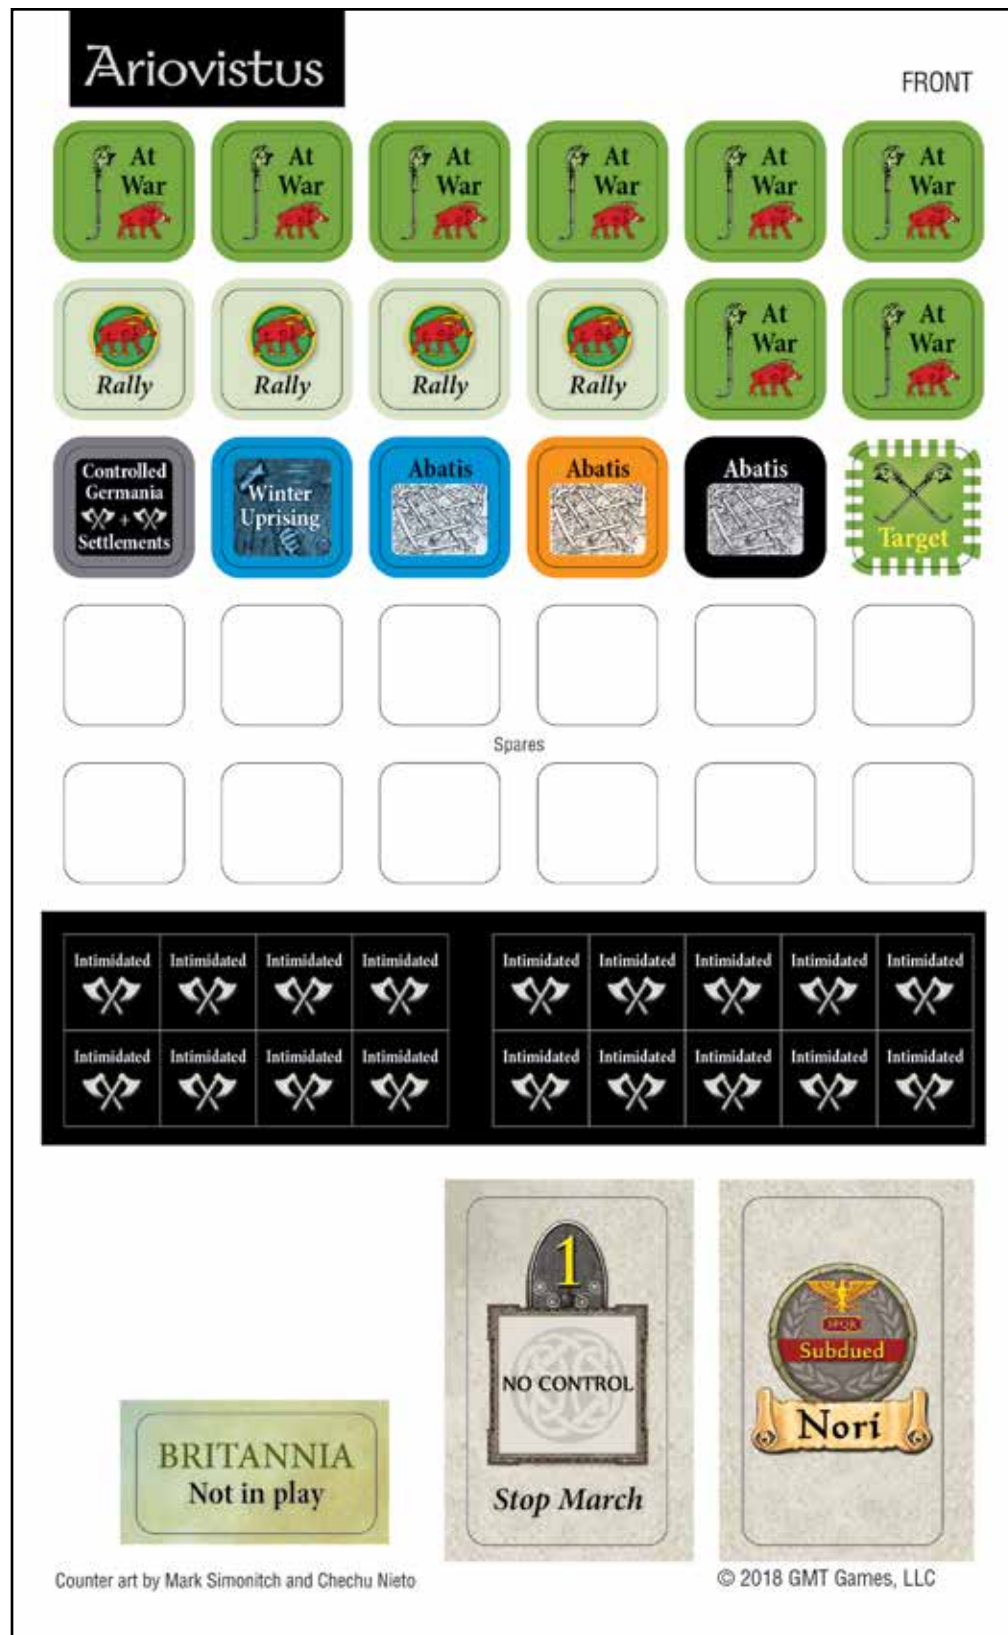 Ariovistus
FRONT
At At At At At At
War War War War War War
Rally Rally Rally Rally At At
War War
Controlled
Germania
+
Settlements
Winter
Uprising
Abatis
Abatis
Abatis
Target
Spares
Intimidated Intimidated Intimidated Intimidated Intimidated Intimidated Intimidated Intimidated Intimidated
Intimidated Intimidated Intimidated Intimidated Intimidated Intimidated Intimidated Intimidated Intimidated
1
NO CONTROL
Stop March
SPQR
Subdued
Nori
BRITANNIA
Not in play
Counter art by Mark Simonitch and Chechu Nieto
© 2018 GMT Games, LLC